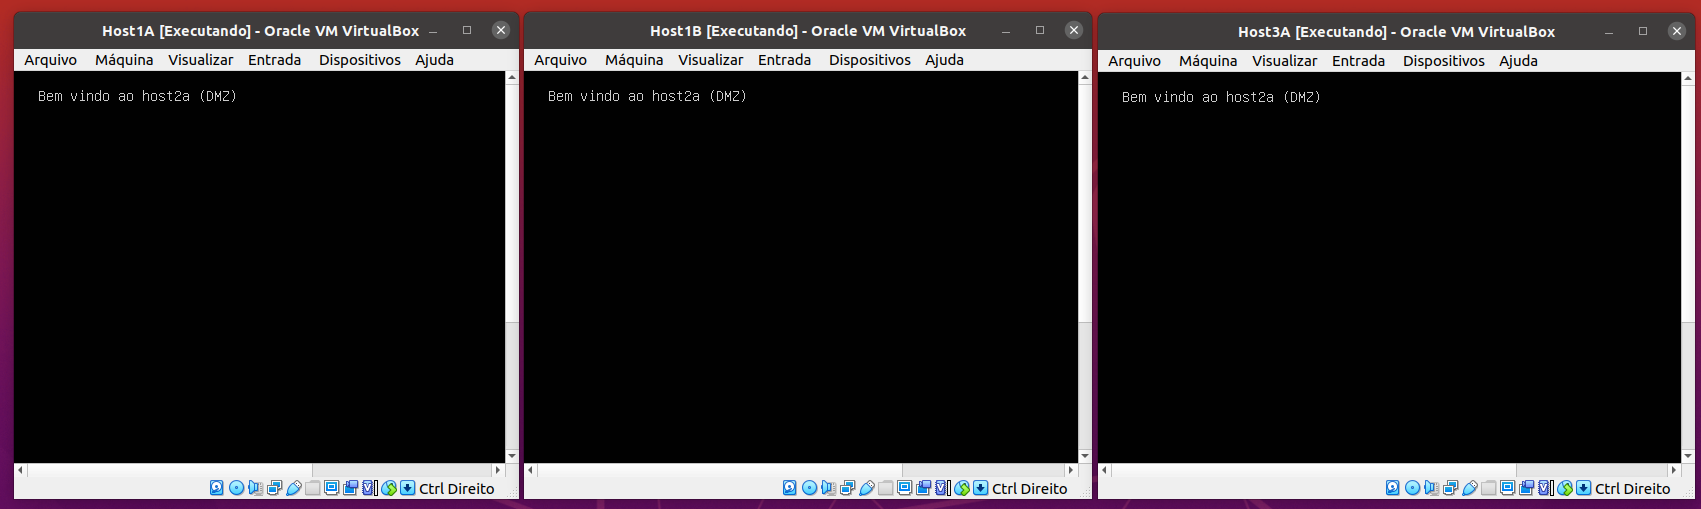 Host1A [Executando] - Oracle VM VirtualBox
Arquivo Máquina Visualizar Entrada Dispositivos Ajuda
Bem vindo ao host2a (DMZ)
Ctrl Direito
Host1B [Executando] - Oracle VM VirtualBox
Arquivo Máquina Visualizar Entrada Dispositivos Ajuda
Bem vindo ao host2a (DMZ)
Ctrl Direito
Host3A [Executando] - Oracle VM VirtualBox
Arquivo Máquina Visualizar Entrada Dispositivos Ajuda
Bem vindo ao host2a (DMZ)
Ctrl Direito